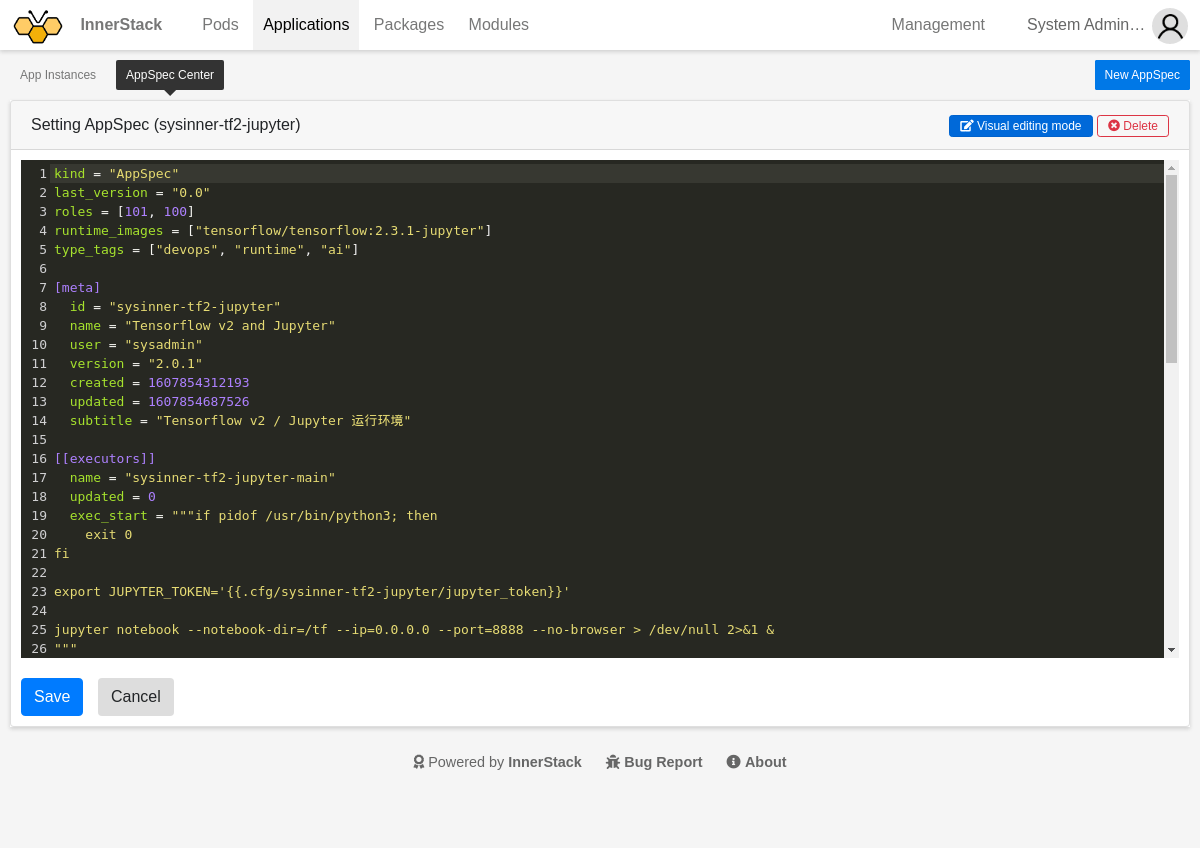 InnerStack Pods Applications Packages Modules Management System Admin…
App Instances AppSpec Center New AppSpec
Setting AppSpec (sysinner-tf2-jupyter) Visual editing mode Delete
1 kind = "AppSpec"
2 last_version = "0.0"
3 roles = [101, 100]
4 runtime_images = ["tensorflow/tensorflow:2.3.1-jupyter"]
5 type_tags = ["devops", "runtime", "ai"]
6
7 [meta]
8   id = "sysinner-tf2-jupyter"
9   name = "Tensorflow v2 and Jupyter"
10   user = "sysadmin"
11   version = "2.0.1"
12   created = 1607854312193
13   updated = 1607854687526
14   subtitle = "Tensorflow v2 / Jupyter 运行环境"
15
16 [[executors]]
17   name = "sysinner-tf2-jupyter-main"
18   updated = 0
19   exec_start = """if pidof /usr/bin/python3; then
20     exit 0
21 fi
22
23 export JUPYTER_TOKEN='{{.cfg/sysinner-tf2-jupyter/jupyter_token}}'
24
25 jupyter notebook --notebook-dir=/tf --ip=0.0.0.0 --port=8888 --no-browser > /dev/null 2>&1 &
26 """
Save Cancel
Powered by InnerStack Bug Report About